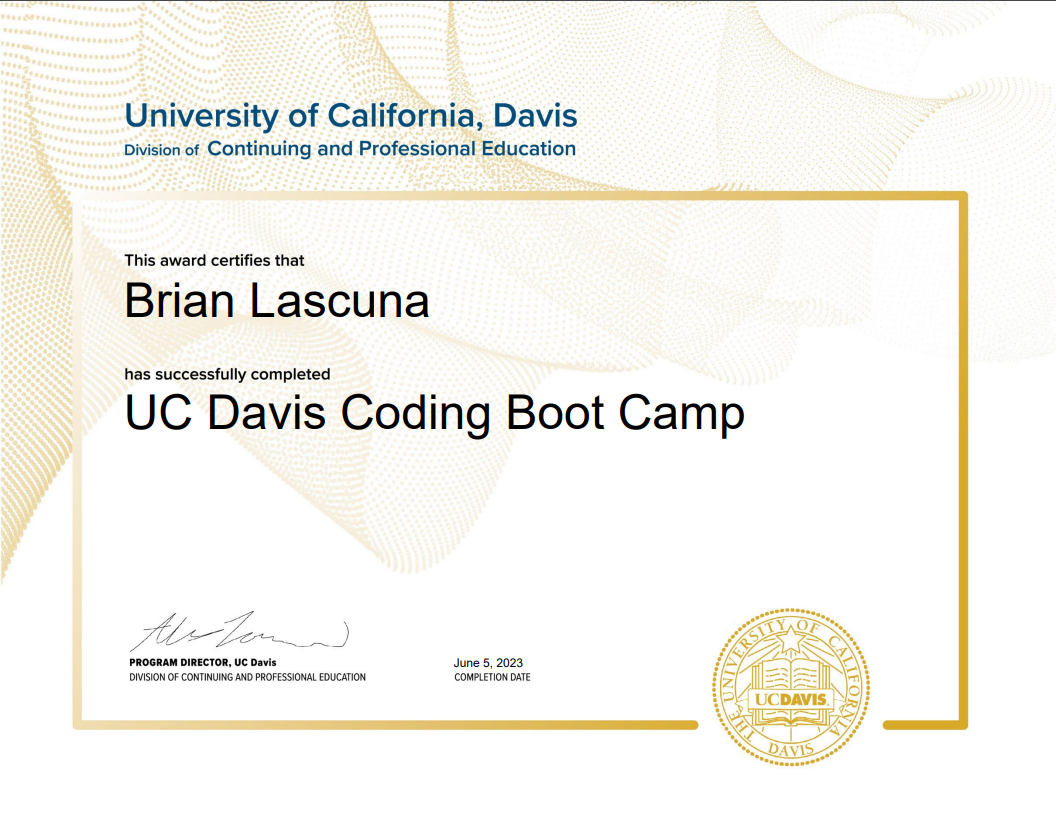 University of California, Davis
Division of Continuing and Professional Education
This award certifies that
Brian Lascuna
has successfully completed
UC Davis Coding Boot Camp
PROGRAM DIRECTOR, UC Davis
DIVISION OF CONTINUING AND PROFESSIONAL EDUCATION
June 5, 2023
COMPLETION DATE
THE UNIVERSITY OF CALIFORNIA
UCDAVIS
DAVIS